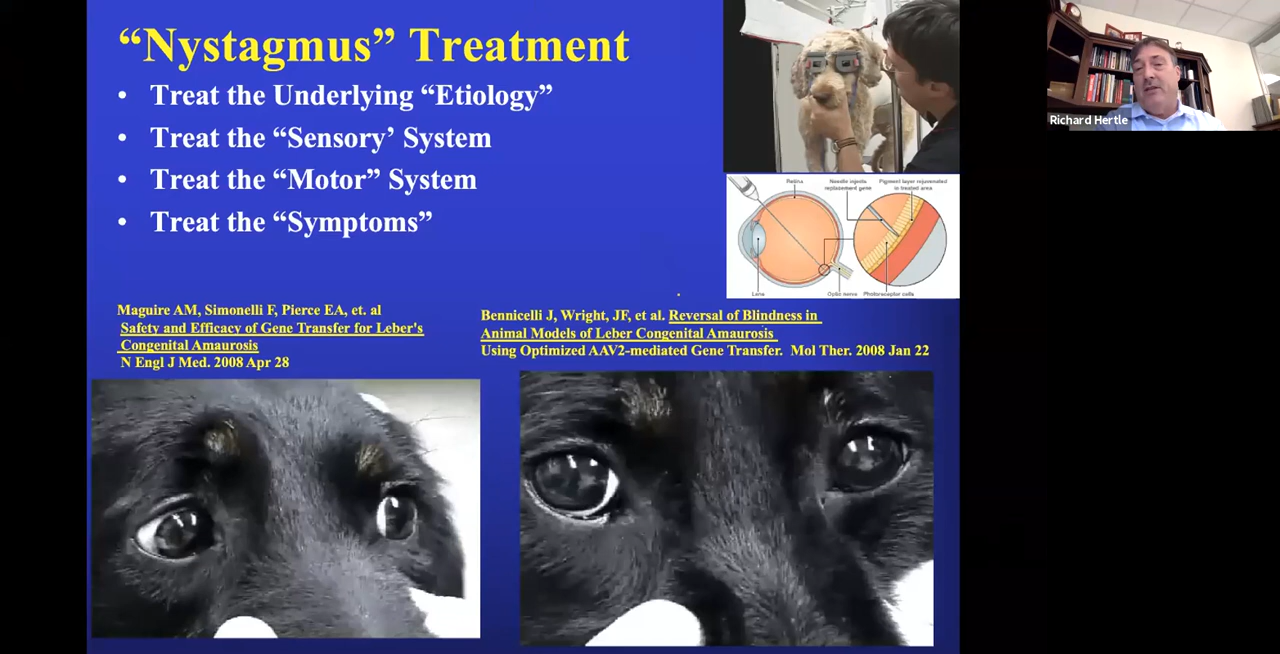 “Nystagmus” Treatment
• Treat the Underlying “Etiology”
• Treat the “Sensory’ System
• Treat the “Motor” System
• Treat the “Symptoms”
Maguire AM, Simonelli F, Pierce EA, et. al
Safety and Efficacy of Gene Transfer for Leber's
Congenital Amaurosis
N Engl J Med. 2008 Apr 28
Bennicelli J, Wright, JF, et al. Reversal of Blindness in
Animal Models of Leber Congenital Amaurosis
Using Optimized AAV2-mediated Gene Transfer. Mol Ther. 2008 Jan 22
Retina
Needle injects
replacement gene
Pigment layer rejuvenated
in treated area
Lens
Optic nerve
Photoreceptor cells
Richard Hertle